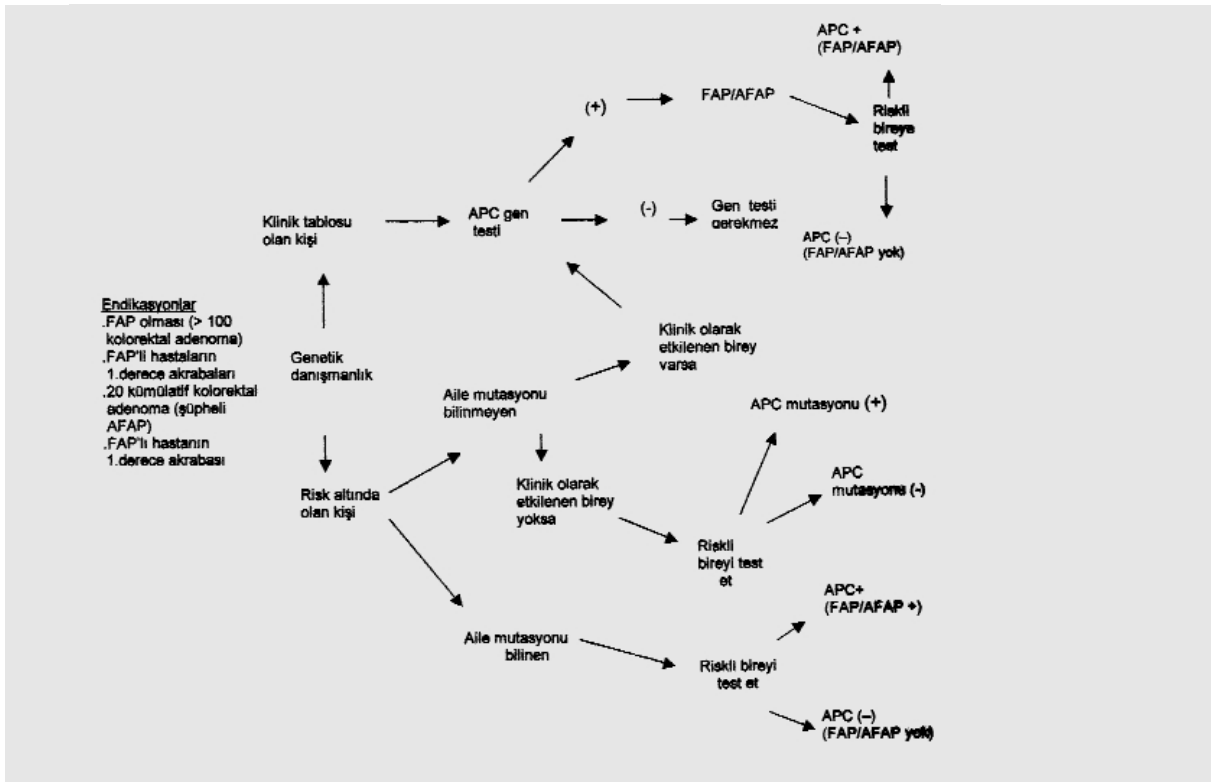 APC +
(FAP/AFAP)
(+)
FAP/AFAP
Riskli
bireye
test
Klinik tablosu
olan kişi
APC gen
testi
(-)
Gen testi
gerekmez
APC (–)
(FAP/AFAP yok)
Endikasyonlar
.FAP olması (> 100
kolorektal adenoma)
.FAP'li hastaların
1.derece akrabaları
.20 kümülatif kolorektal
adenoma (şüpheli
AFAP)
.FAP'lı hastanın
1.derece akrabası
Genetik
danışmanlık
Klinik olarak
etkilenen birey
varsa
Aile mutasyonu
bilinmeyen
APC mutasyonu (+)
Klinik olarak
etkilenen birey
yoksa
APC
mutasyonu (-)
Risk altında
olan kişi
Riskli
bireyi test
et
APC+
(FAP/AFAP +)
Aile mutasyonu
bilinen
Riskli bireyi
test et
APC (–)
(FAP/AFAP yok)